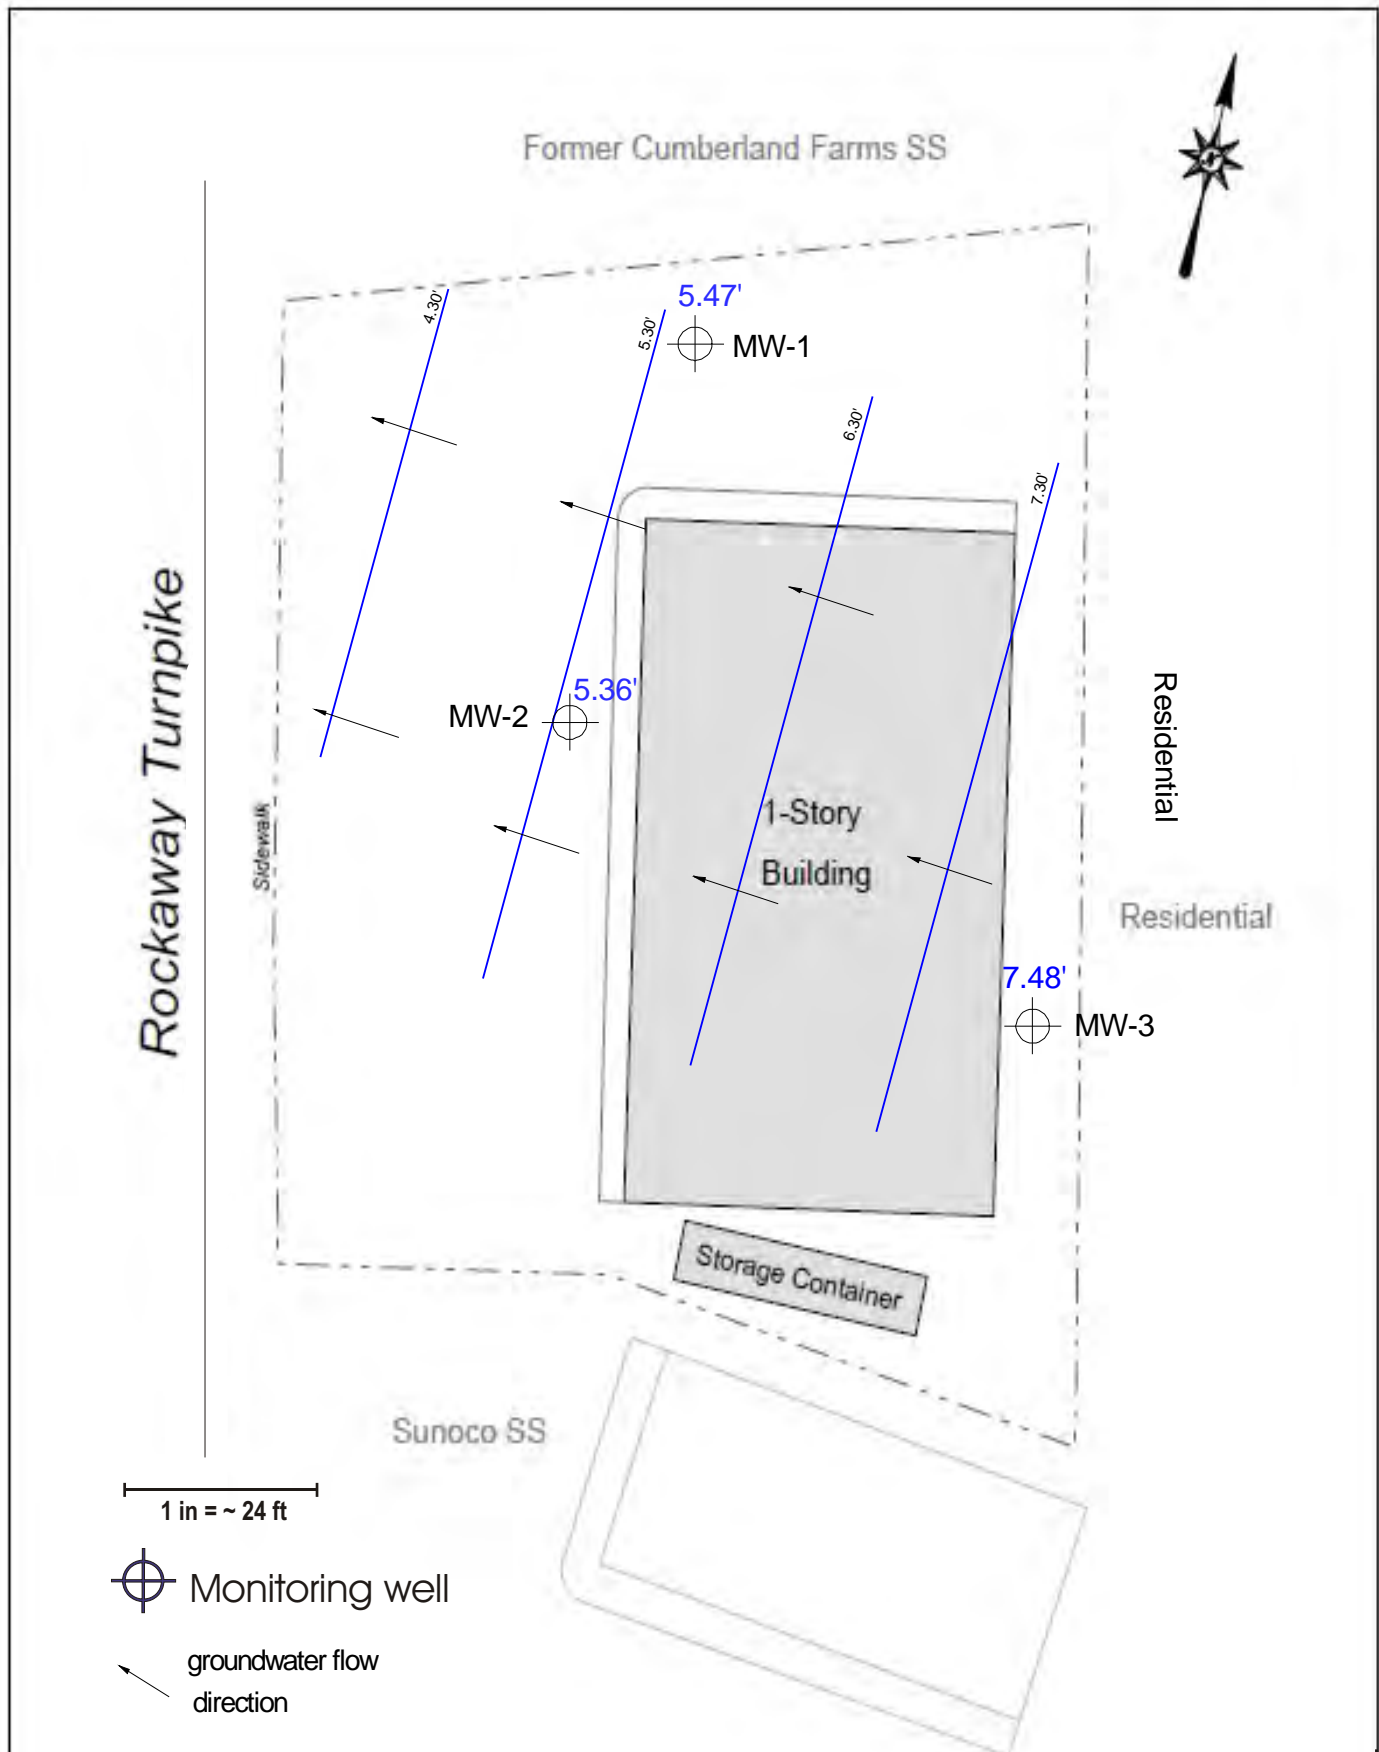 Former Cumberland Farms SS
4.30'
5.30'
5.47'
MW-1
6.30'
7.30'
Rockaway Turnpike
Sidewalk
MW-2
5.36'
1-Story
Building
Residential
Residential
7.48'
MW-3
Storage Container
Sunoco SS
1 in = ~ 24 ft
Monitoring well
groundwater flow
direction